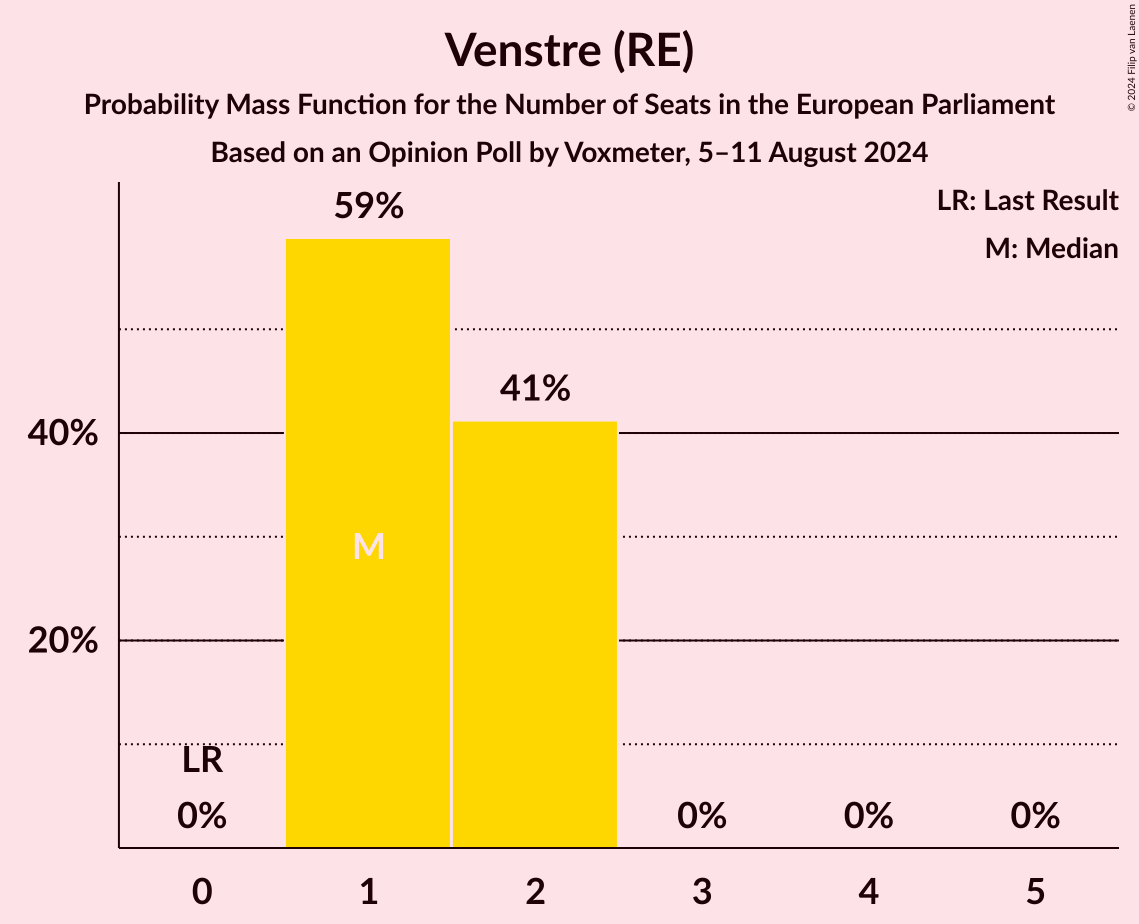 Venstre (RE)
Probability Mass Function for the Number of Seats in the European Parliament
Based on an Opinion Poll by Voxmeter, 5–11 August 2024
© 2024 Filip van Laenen
LR: Last Result
M: Median
59%
41%
40%
M
20%
LR
0%
0%
0%
0%
0
1
2
3
4
5